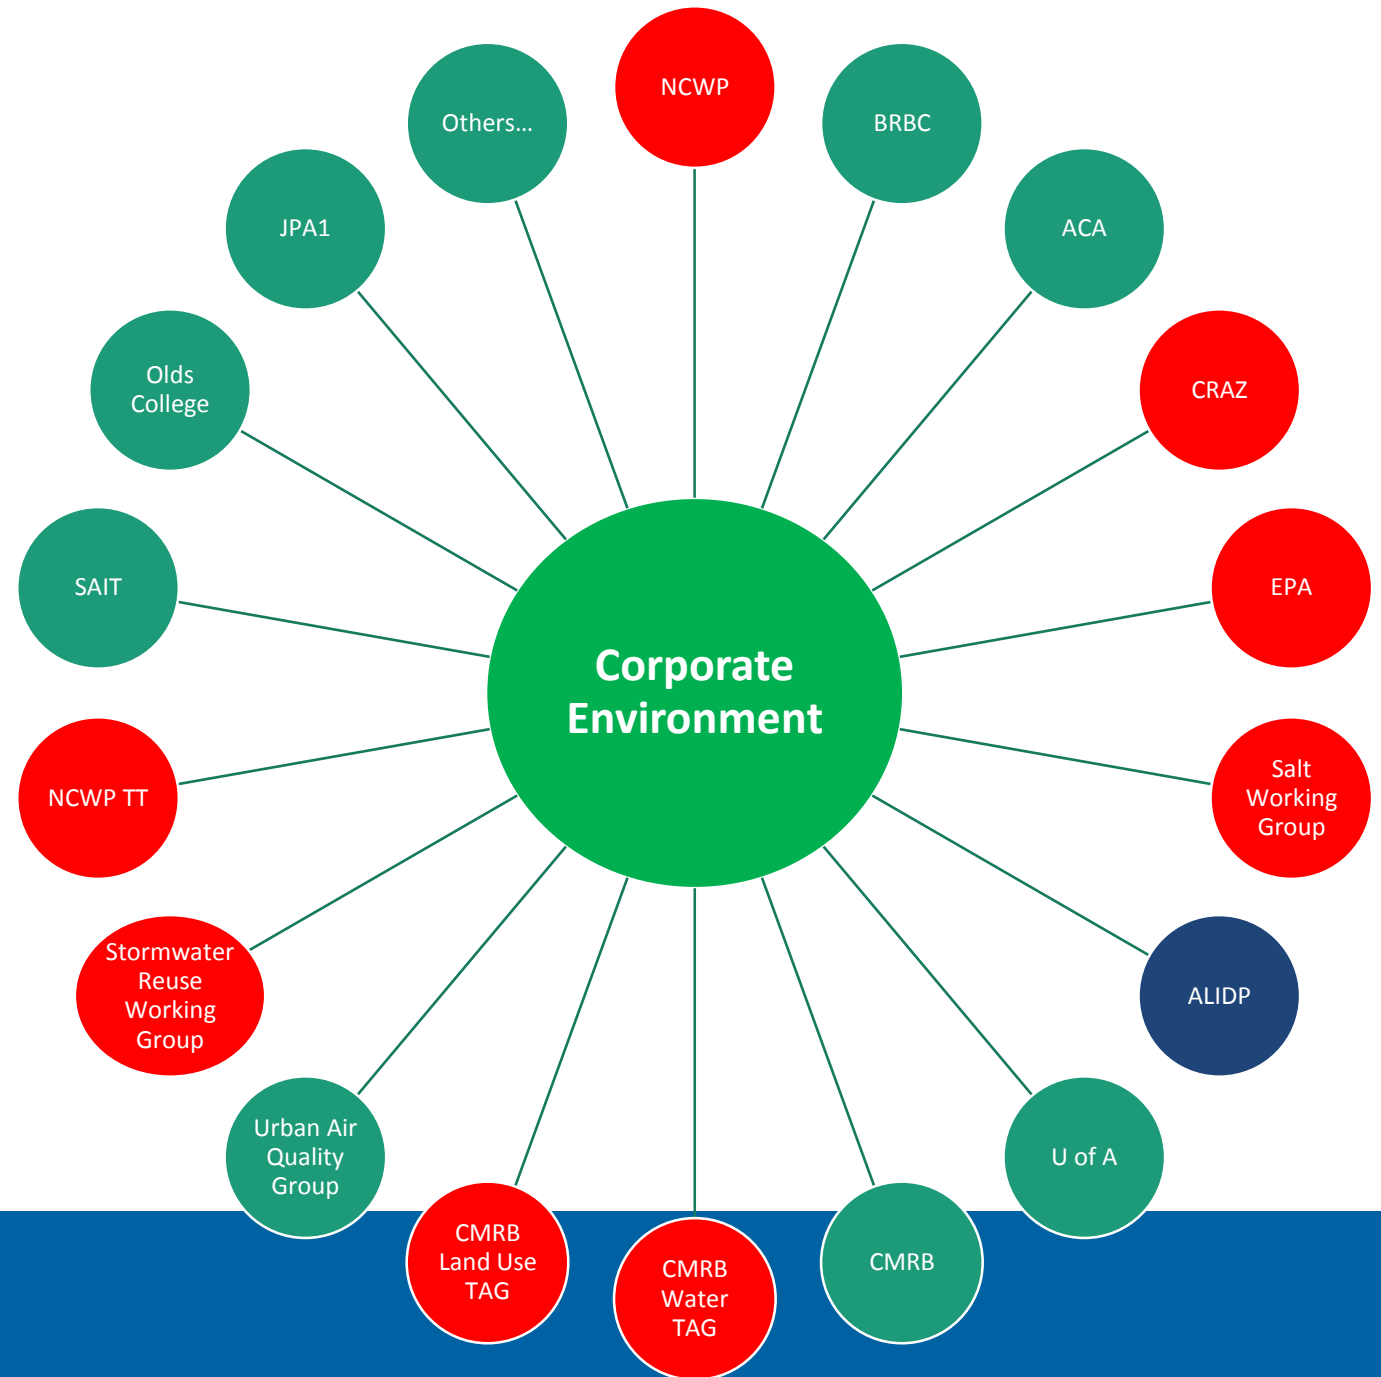 NCWP
Others...
BRBC
JPA1
ACA
Olds
College
CRAZ
SAIT
EPA
Corporate
Environment
NCWP TT
Salt
Working
Group
Stormwater
Reuse
Working
Group
ALIDP
Urban Air
Quality
Group
U of A
CMRB
Land Use
TAG
CMRB
Water
TAG
CMRB